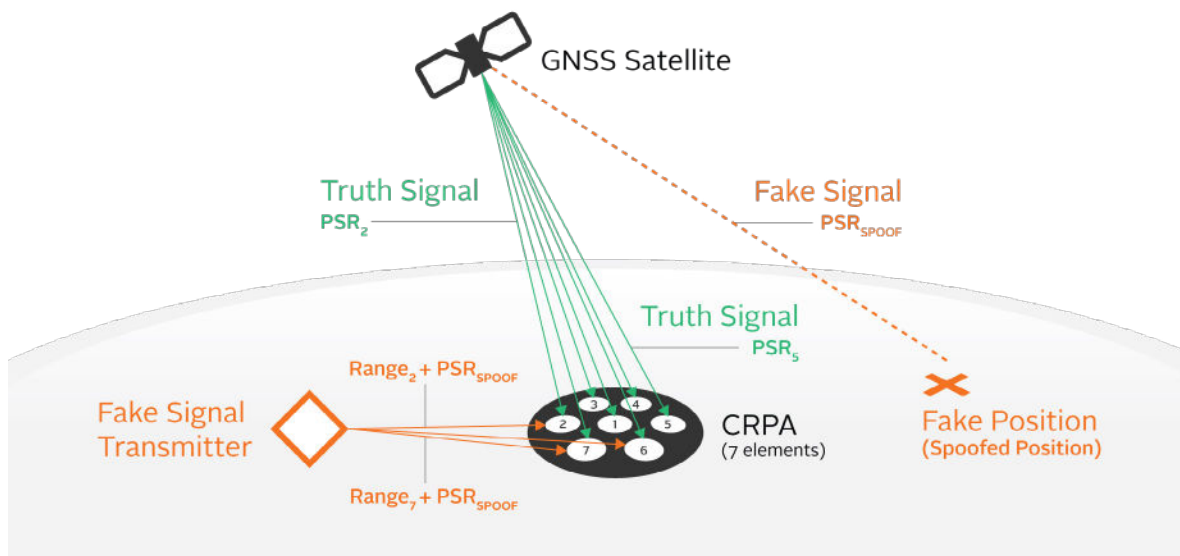 GNSS Satellite
Truth Signal
PSR2
Fake Signal
PSRSPOOF
Truth Signal
PSR5
Range2 + PSRSPOOF
Fake Signal
Transmitter
Range7 + PSRSPOOF
3
4
2
1
5
7
6
CRPA
(7 elements)
Fake Position
(Spoofed Position)